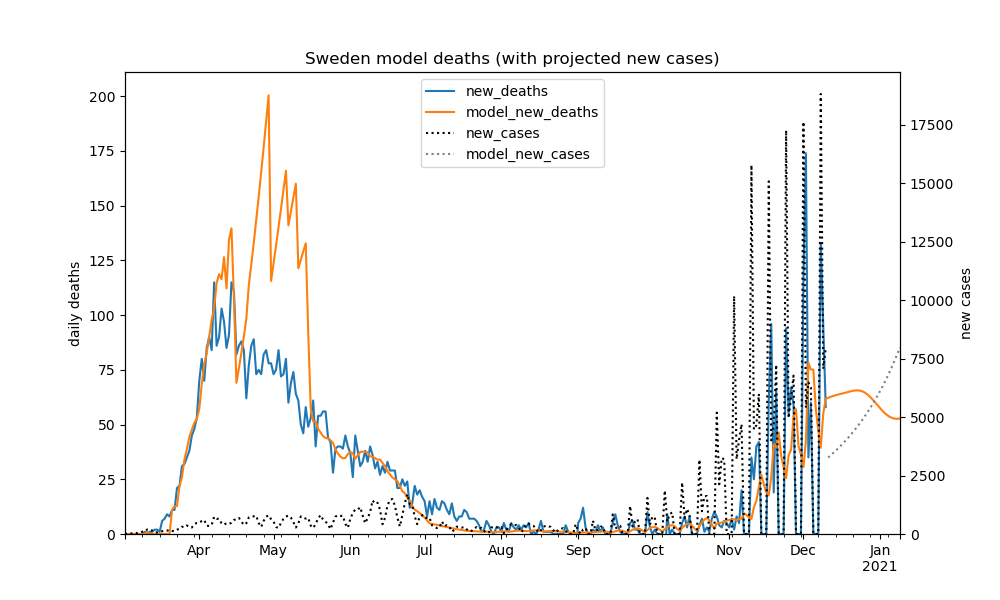 Sweden model deaths (with projected new cases)
new_deaths
model_new_deaths
new_cases
model_new_cases
daily deaths
200
175
150
125
100
75
50
25
0
new cases
17500
15000
12500
10000
7500
5000
2500
0
Apr May Jun Jul Aug Sep Oct Nov Dec Jan
2021